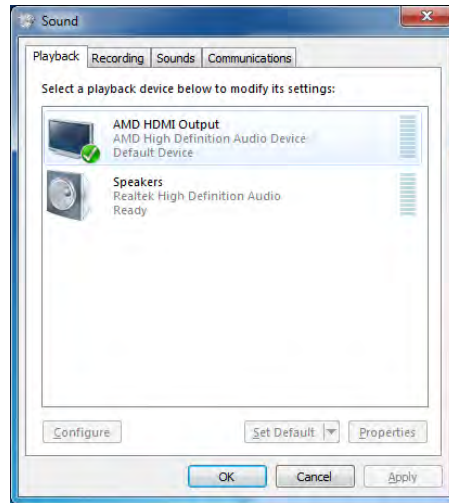 Sound
Playback Recording Sounds Communications
Select a playback device below to modify its settings:
AMD HDMI Output
AMD High Definition Audio Device
Default Device
Speakers
Realtek High Definition Audio
Ready
Configure Set Default Properties
OK Cancel Apply